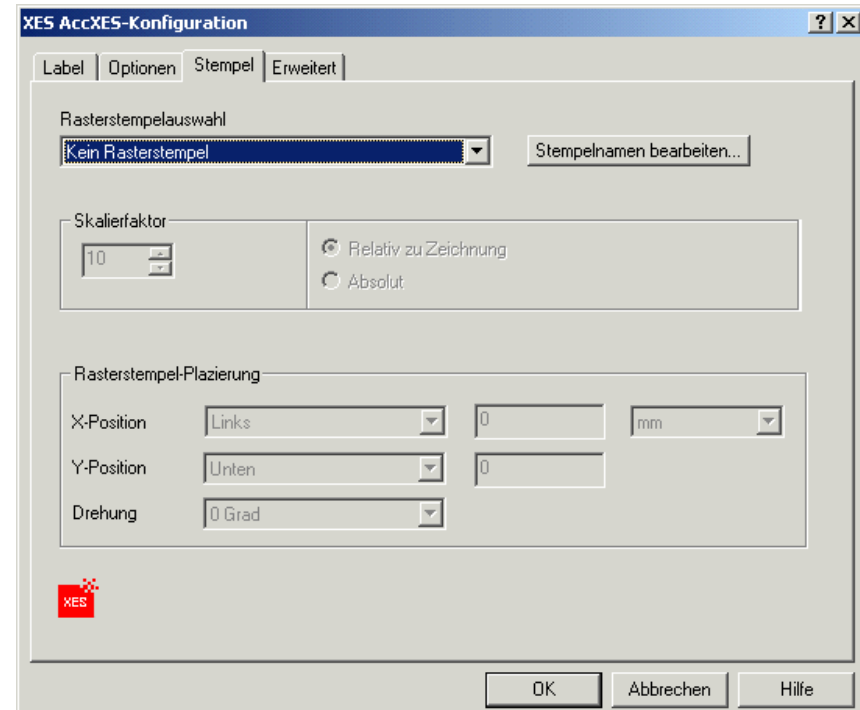 XES AccXES-Konfiguration
Label Optionen Stempel Erweitert
Rasterstempelauswahl
Kein Rasterstempel Stempelnamen bearbeiten...
Skalierfaktor
10 Relativ zu Zeichnung
Absolut
Rasterstempel-Plazierung
X-Position Links 0 mm
Y-Position Unten 0
Drehung 0 Grad
XES
OK Abbrechen Hilfe